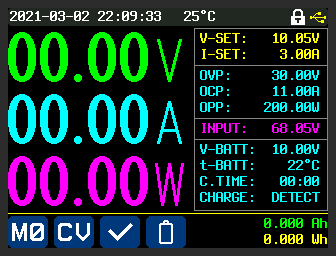 2021-03-02 22:09:33 25°C
00.00 V
00.00 A
00.00 W
V-SET: 10.05V
I-SET: 3.00A
OVP: 30.00V
OCP: 11.00A
OPP: 200.00W
INPUT: 68.05V
V-BATT: 10.00V
t-BATT: 22°C
C.TIME: 00:00
CHARGE: DETECT
M0 CV
0.000 Ah
0.000 Wh